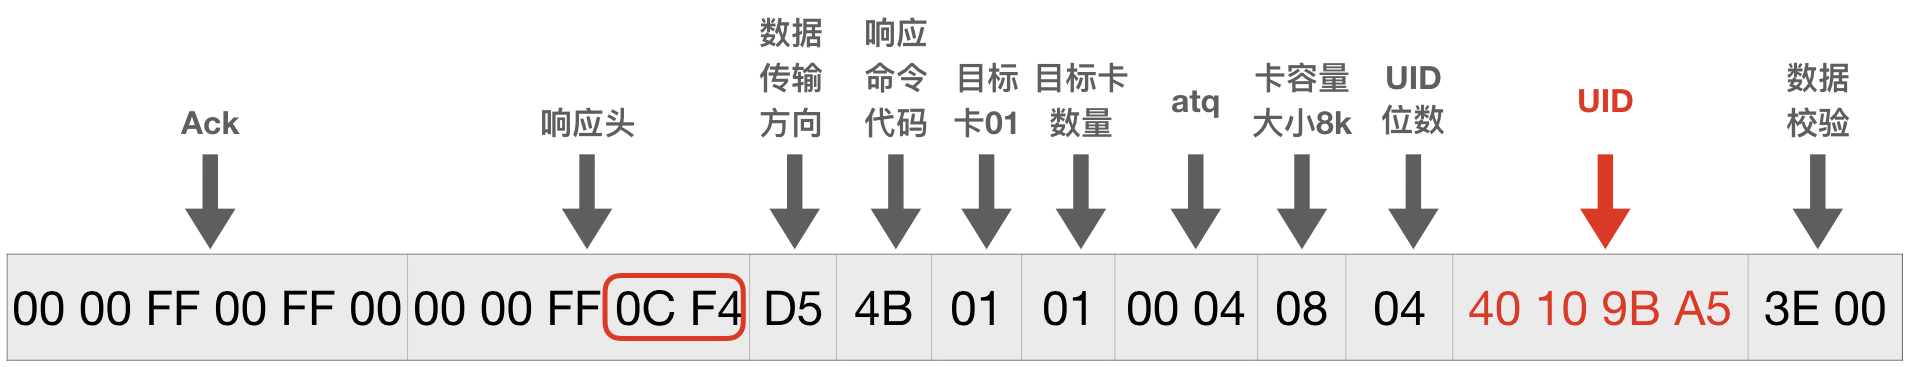 Ack
响应头
数据
传输
方向
响应
命令
代码
目标
卡01
目标卡
数量
atq
卡容量
大小8k
UID
位数
UID
数据
校验
00 00 FF 00 FF 00 00 00 FF 0C F4 D5 4B 01 01 00 04 08 04 40 10 9B A5 3E 00